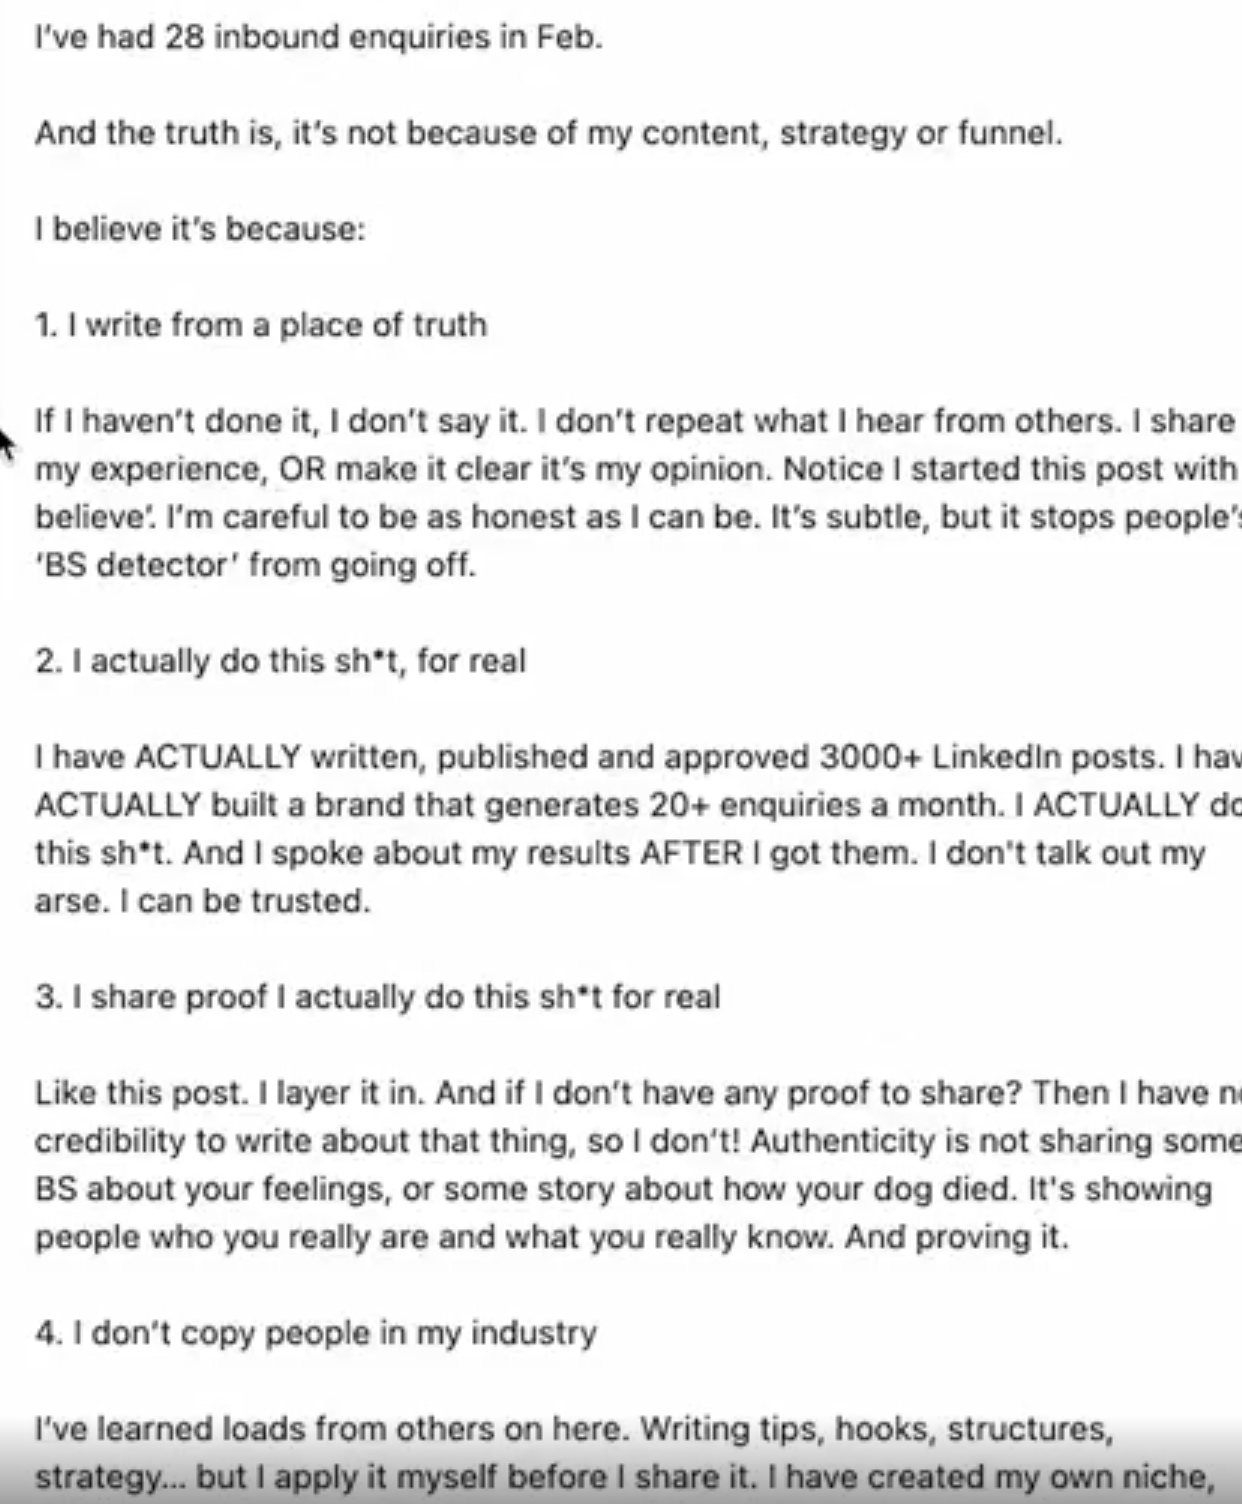 I've had 28 inbound enquiries in Feb.
And the truth is, it's not because of my content, strategy or funnel.
I believe it's because:
1. I write from a place of truth
If I haven't done it, I don't say it. I don't repeat what I hear from others. I share
my experience, OR make it clear it's my opinion. Notice I started this post with
believe'. I'm careful to be as honest as I can be. It's subtle, but it stops people's
'BS detector' from going off.
2. I actually do this sh*t, for real
I have ACTUALLY written, published and approved 3000+ LinkedIn posts. I hav
ACTUALLY built a brand that generates 20+ enquiries a month. I ACTUALLY do
this sh*t. And I spoke about my results AFTER I got them. I don't talk out my
arse. I can be trusted.
3. I share proof I actually do this sh*t for real
Like this post. I layer it in. And if I don't have any proof to share? Then I have no
credibility to write about that thing, so I don't! Authenticity is not sharing some
BS about your feelings, or some story about how your dog died. It's showing
people who you really are and what you really know. And proving it.
4. I don't copy people in my industry
I've learned loads from others on here. Writing tips, hooks, structures,
strategy... but I apply it myself before I share it. I have created my own niche,